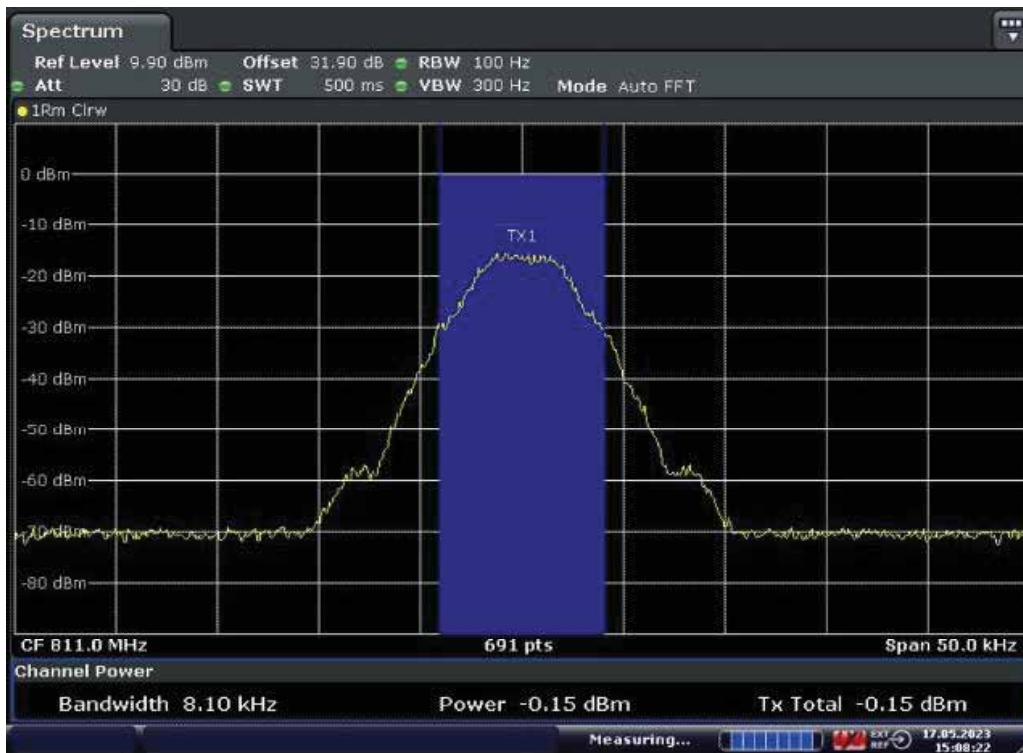 Spectrum
Ref Level 9.90 dBm Offset 31.90 dB RBW 100 Hz
Att 30 dB SWT 500 ms VBW 300 Hz Mode Auto FFT
1Rm Clrw
0 dBm
-10 dBm
TX1
-20 dBm
-30 dBm
-40 dBm
-50 dBm
-60 dBm
-70 dBm
-80 dBm
CF 811.0 MHz 691 pts Span 50.0 kHz
Channel Power
Bandwidth 8.10 kHz Power -0.15 dBm Tx Total -0.15 dBm
Measuring... EXT REF 17.05.2023
15:08:22